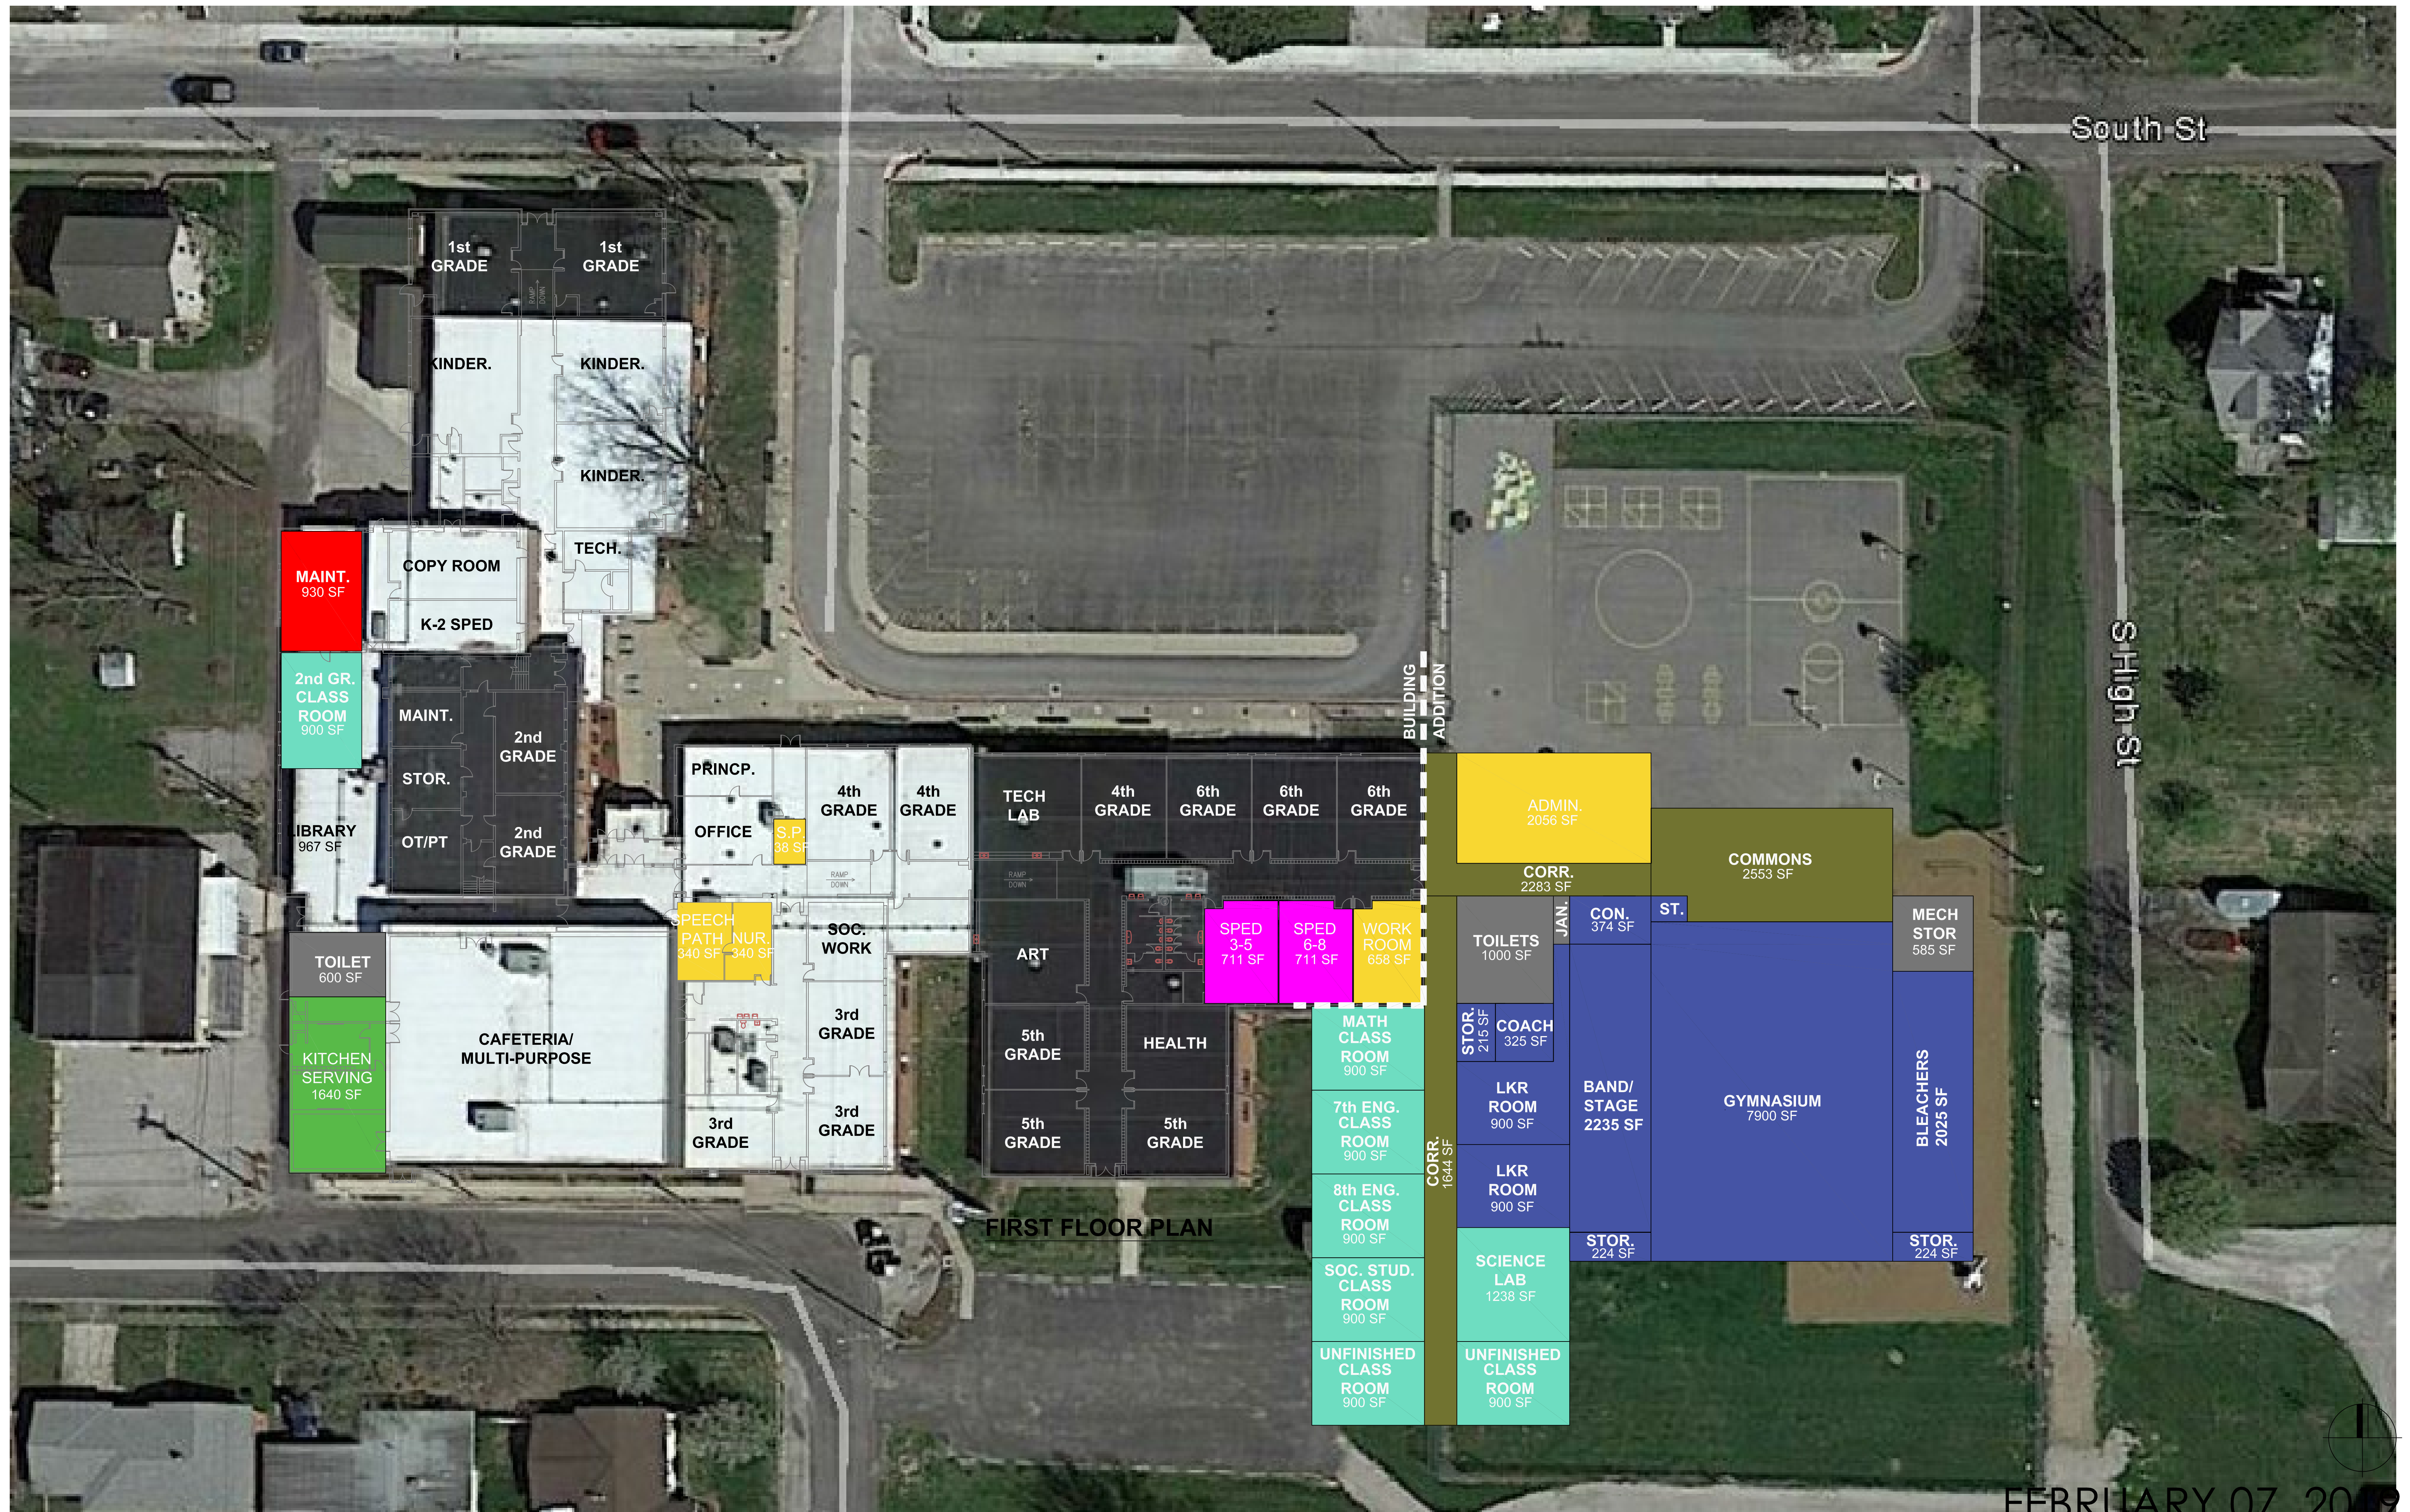 South St
S High St
1st
GRADE
1st
GRADE
RAMP
DOWN
KINDER.
KINDER.
KINDER.
TECH.
COPY ROOM
K-2 SPED
MAINT.
930 SF
2nd GR.
CLASS
ROOM
900 SF
MAINT.
2nd
GRADE
STOR.
LIBRARY
967 SF
OT/PT
2nd
GRADE
TOILET
600 SF
KITCHEN
SERVING
1640 SF
CAFETERIA/
MULTI-PURPOSE
PRINCP.
OFFICE
S.P.
38 SF
4th
GRADE
4th
GRADE
RAMP
DOWN
SPEECH
PATH
340 SF
NUR.
340 SF
SOC.
WORK
3rd
GRADE
3rd
GRADE
3rd
GRADE
TECH
LAB
4th
GRADE
6th
GRADE
6th
GRADE
6th
GRADE
RAMP
DOWN
ART
SPED
3-5
711 SF
SPED
6-8
711 SF
WORK
ROOM
658 SF
5th
GRADE
HEALTH
5th
GRADE
5th
GRADE
BUILDING
ADDITION
ADMIN.
2056 SF
CORR.
2283 SF
COMMONS
2553 SF
TOILETS
1000 SF
JAN.
CON.
374 SF
ST.
MECH
STOR
585 SF
MATH
CLASS
ROOM
900 SF
STOR.
215 SF
COACH
325 SF
LKR
ROOM
900 SF
BAND/
STAGE
2235 SF
GYMNASIUM
7900 SF
BLEACHERS
2025 SF
7th ENG.
CLASS
ROOM
900 SF
CORR.
1644 SF
8th ENG.
CLASS
ROOM
900 SF
LKR
ROOM
900 SF
STOR.
224 SF
STOR.
224 SF
SOC. STUD.
CLASS
ROOM
900 SF
SCIENCE
LAB
1238 SF
UNFINISHED
CLASS
ROOM
900 SF
UNFINISHED
CLASS
ROOM
900 SF
FIRST FLOOR PLAN
FEBRUARY 07,